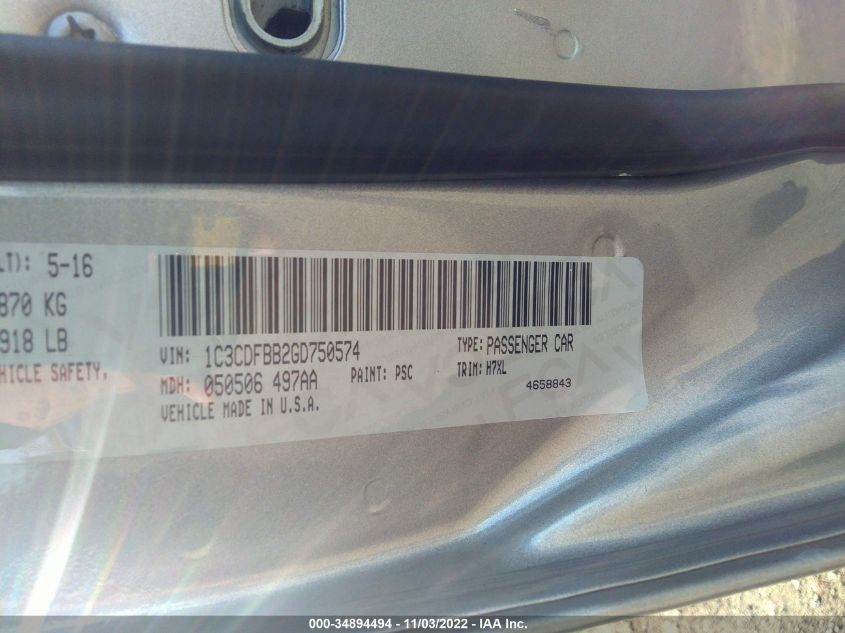 LT): 5-16
870 KG
918 LB
HICLE SAFETY,
VIN: 1C3CDFBB2GD750574
TYPE: PASSENGER CAR
MDH: 050506 497AA
PAINT: PSC
TRIM: H7XL
4658843
VEHICLE MADE IN U.S.A.
000-34894494 - 11/03/2022 - IAA Inc.